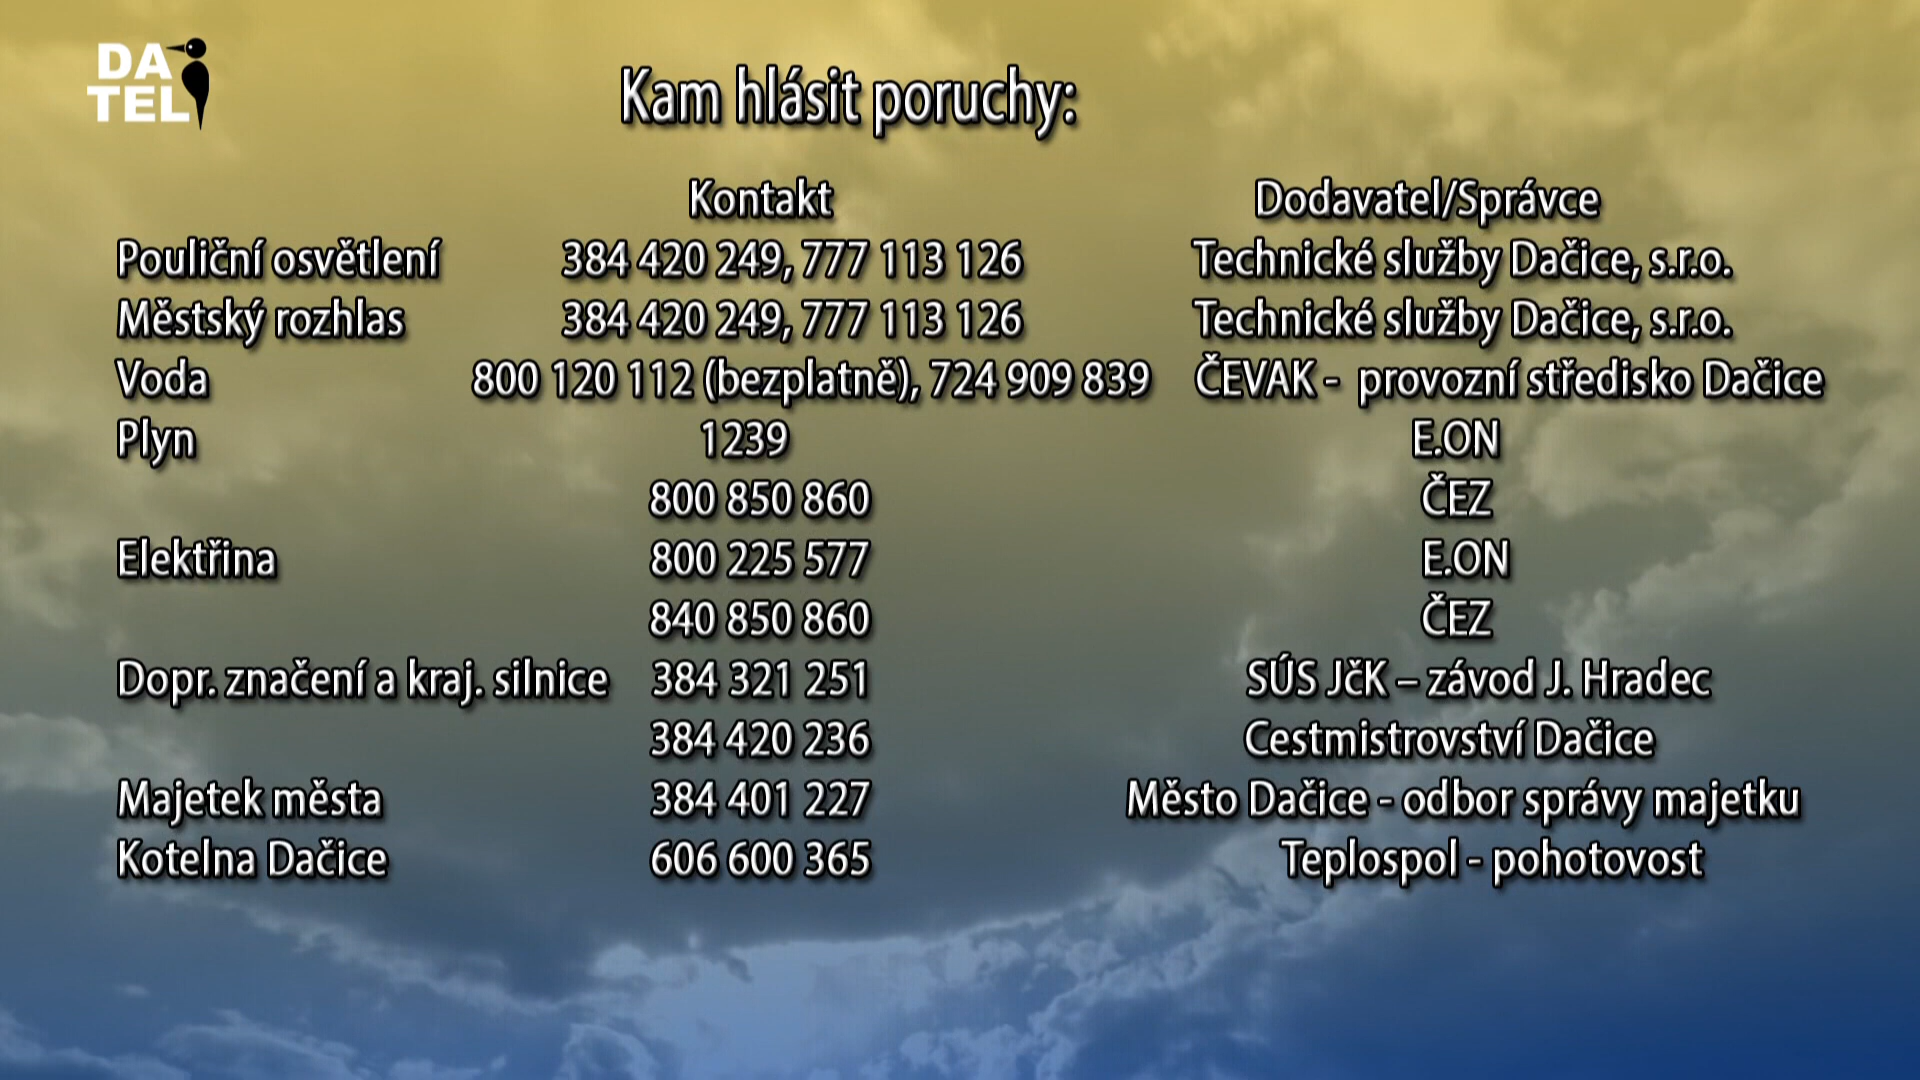 DA
TEL
Kam hlásit poruchy:
Kontakt Dodavatel/Správce
Pouliční osvětlení 384 420 249, 777 113 126 Technické služby Dačice, s.r.o.
Městský rozhlas 384 420 249, 777 113 126 Technické služby Dačice, s.r.o.
Voda 800 120 112 (bezplatně), 724 909 839 ČEVAK - provozní středisko Dačice
Plyn 1239 E.ON
800 850 860 ČEZ
Elektřina 800 225 577 E.ON
840 850 860 ČEZ
Dopr. značení a kraj. silnice 384 321 251 SÚS JčK – závod J. Hradec
384 420 236 Cestmistrovství Dačice
Majetek města 384 401 227 Město Dačice - odbor správy majetku
Kotelna Dačice 606 600 365 Teplospol - pohotovost